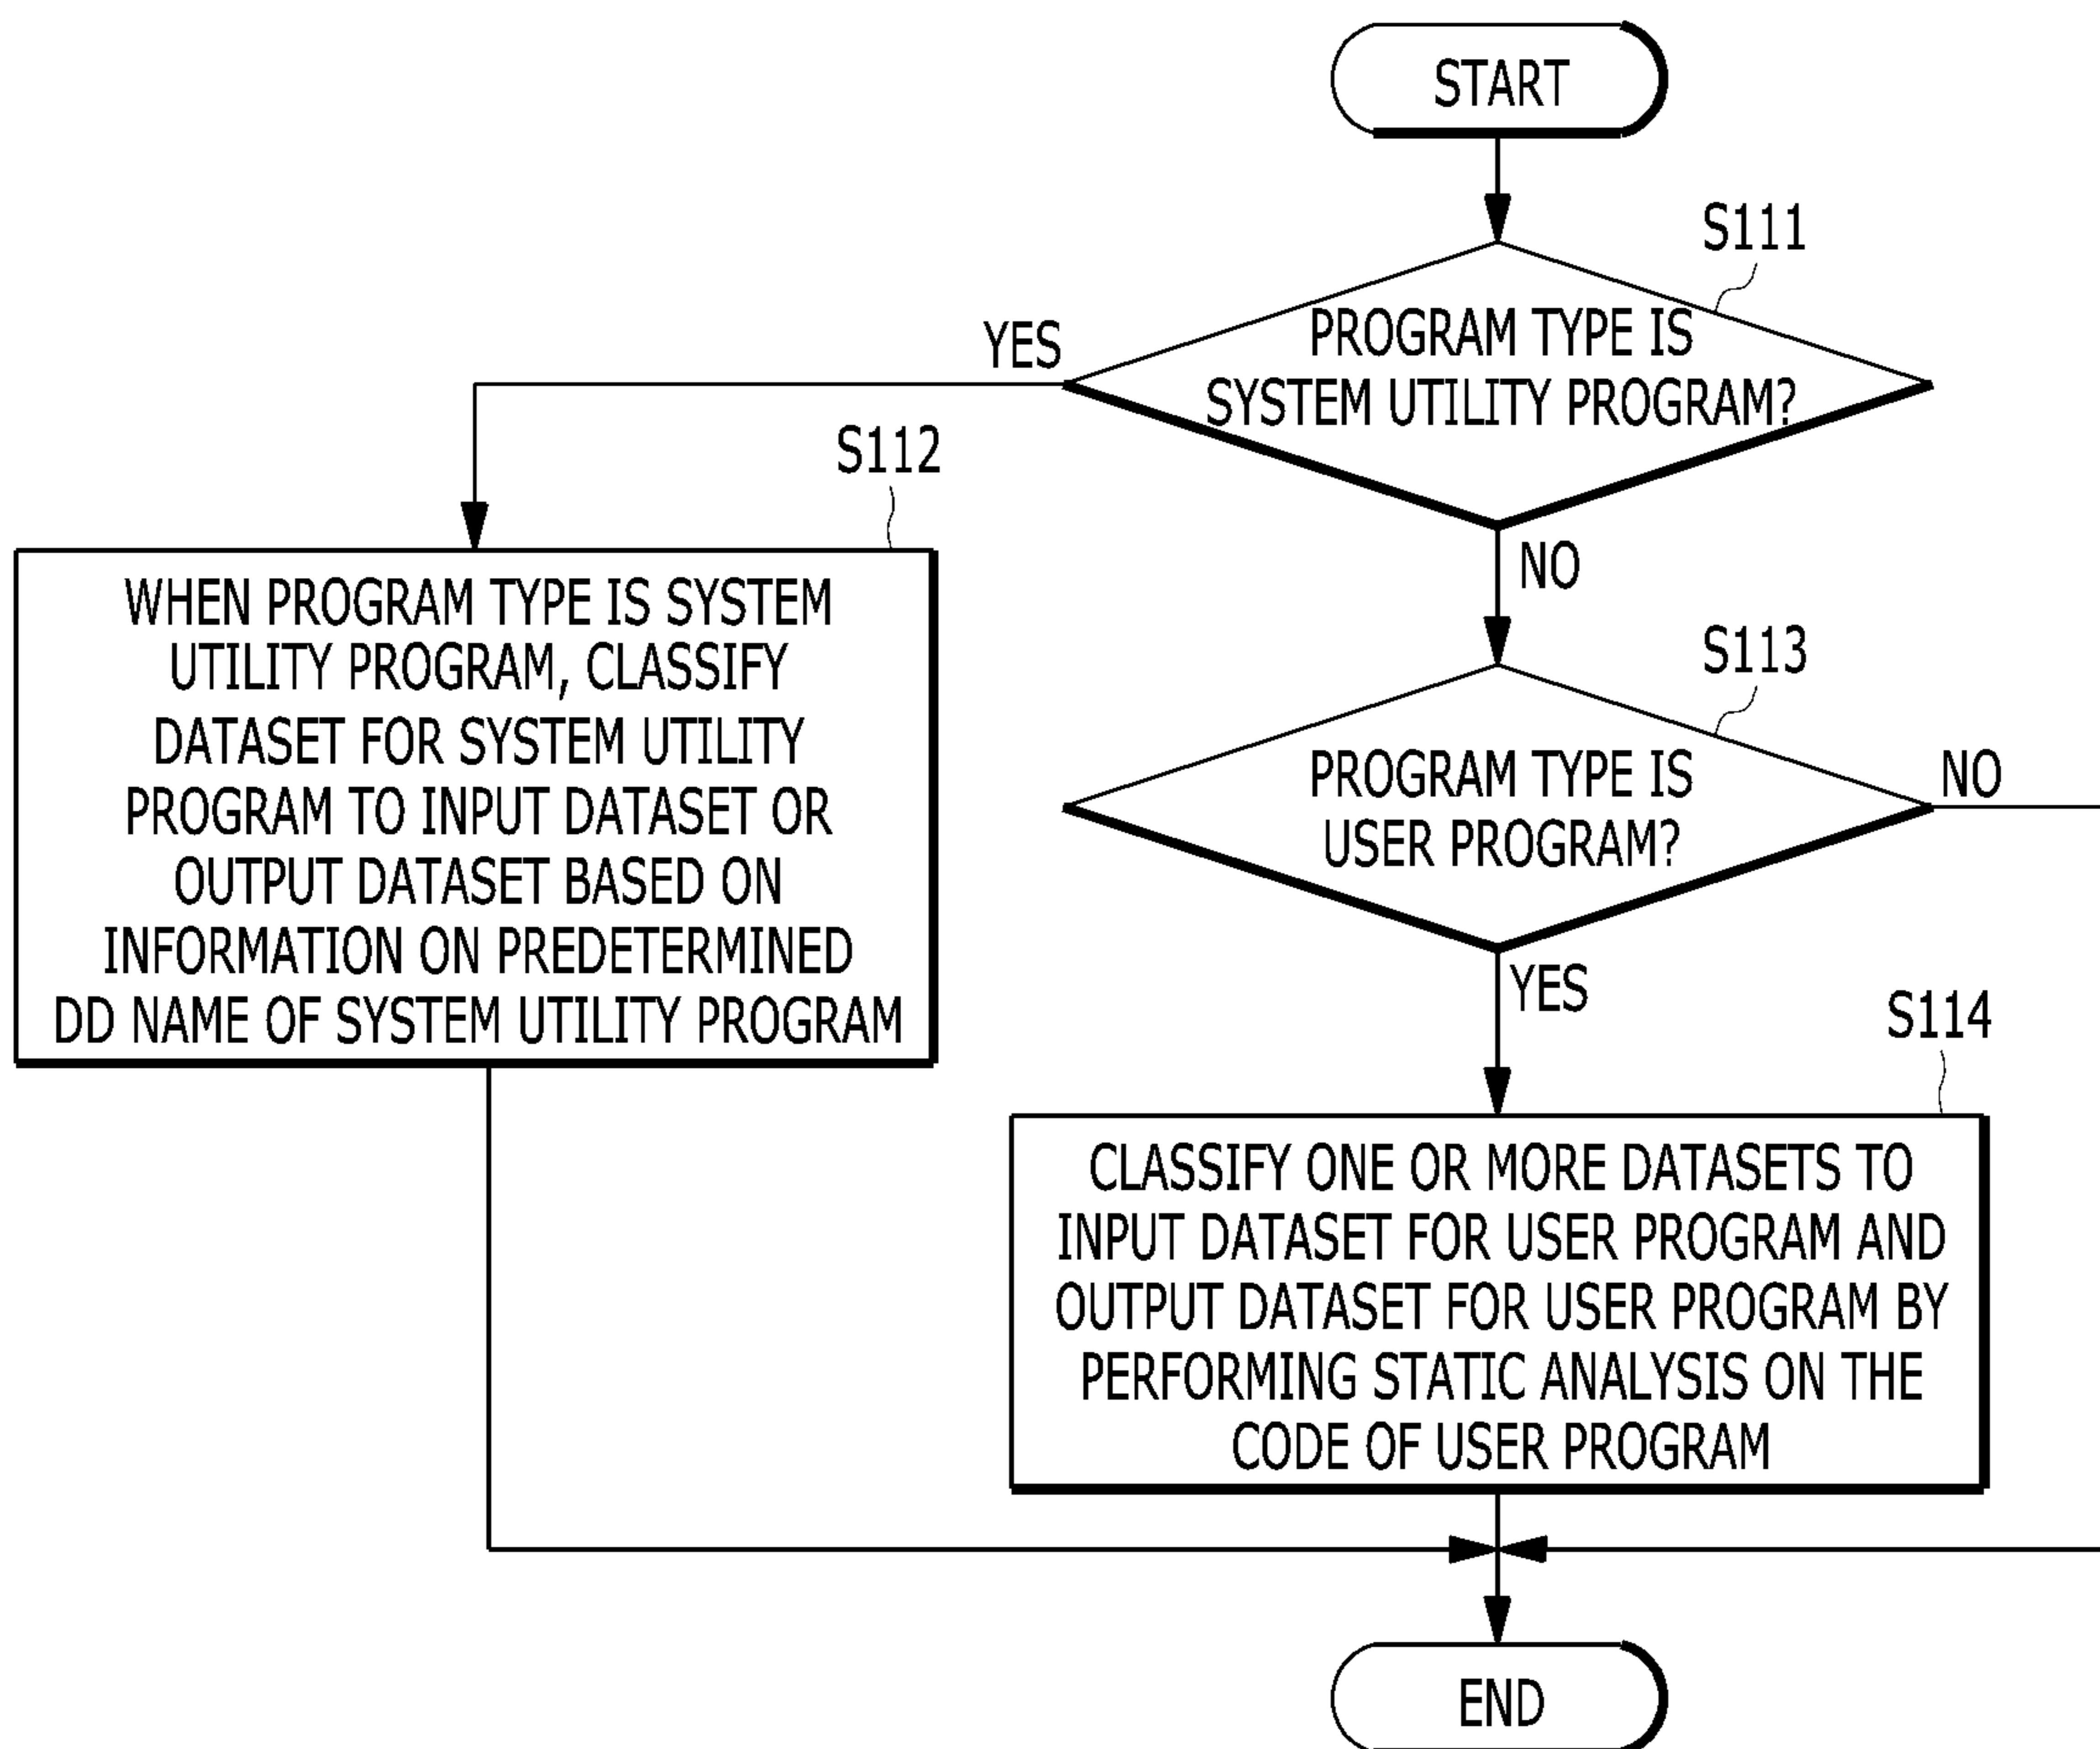 START
S111
PROGRAM TYPE IS
SYSTEM UTILITY PROGRAM?
YES
NO
S112
WHEN PROGRAM TYPE IS SYSTEM
UTILITY PROGRAM, CLASSIFY
DATASET FOR SYSTEM UTILITY
PROGRAM TO INPUT DATASET OR
OUTPUT DATASET BASED ON
INFORMATION ON PREDETERMINED
DD NAME OF SYSTEM UTILITY PROGRAM
S113
PROGRAM TYPE IS
USER PROGRAM?
NO
YES
S114
CLASSIFY ONE OR MORE DATASETS TO
INPUT DATASET FOR USER PROGRAM AND
OUTPUT DATASET FOR USER PROGRAM BY
PERFORMING STATIC ANALYSIS ON THE
CODE OF USER PROGRAM
END